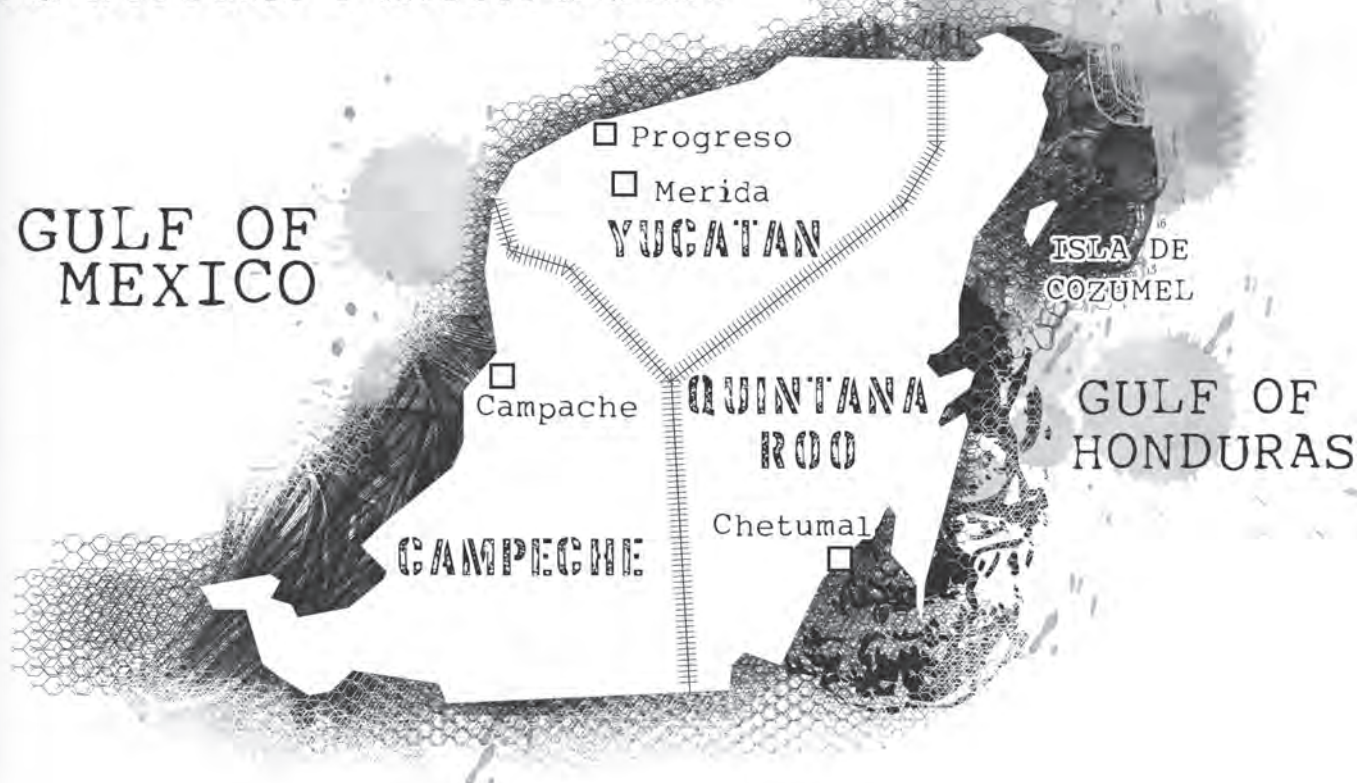 Progreso
Merida
YUCATAN
GULF OF
MEXICO
ISLA DE
COZUMEL
Campache
QUINTANA
ROO
GULF OF
HONDURAS
Chetumal
CAMPECHE